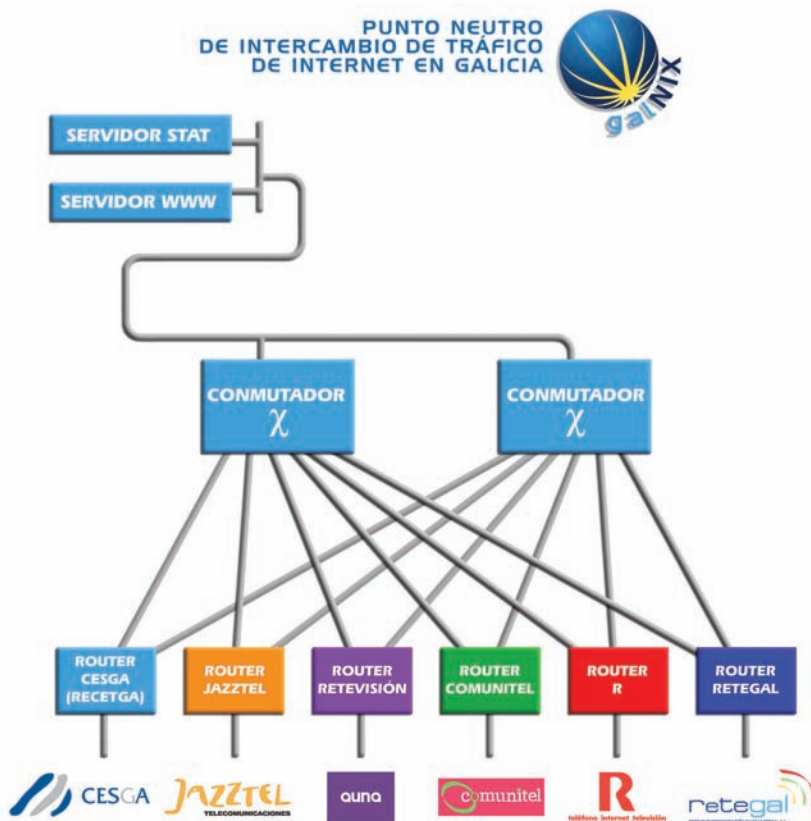 PUNTO NEUTRO
DE INTERCAMBIO DE TRÁFICO
DE INTERNET EN GALICIA
galNIX
SERVIDOR STAT
SERVIDOR WWW
CONMUTADOR
χ
CONMUTADOR
χ
ROUTER
CESGA
(RECETGA)
ROUTER
JAZZTEL
ROUTER
RETEVISIÓN
ROUTER
COMUNITEL
ROUTER
R
ROUTER
RETEGAL
CESGA
JAZZTEL
TELECOMUNICACIONES
auna
comunitel
R
teléfono internet televisión
retegal